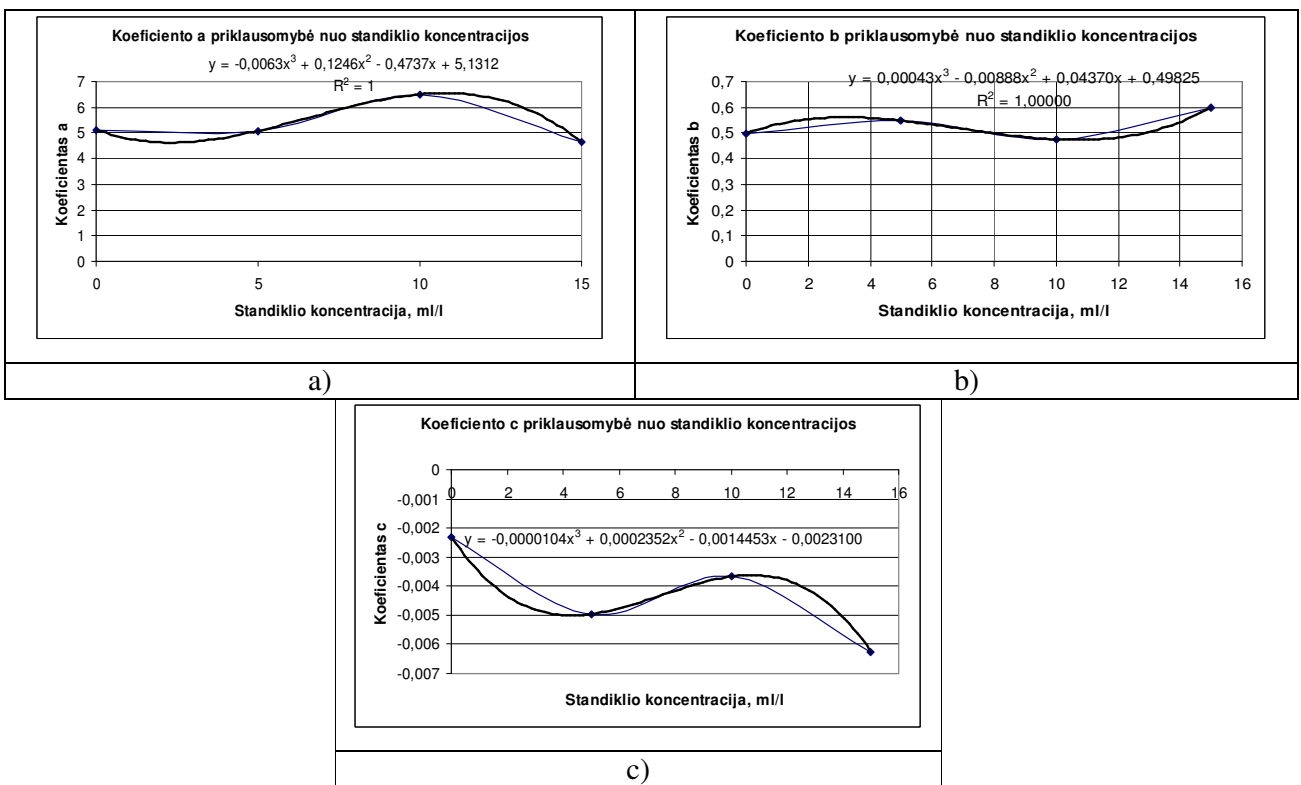 Koeficiento a priklausomybė nuo standiklio koncentracijos
y = -0,0063x³ + 0,1246x² - 0,4737x + 5,1312
R² = 1
7
6
5
4
3
2
1
0
0 5 10 15
Koeficientas a
Standiklio koncentracija, ml/l
a)
Koeficiento b priklausomybė nuo standiklio koncentracijos
y = 0,00043x³ - 0,00888x² + 0,04370x + 0,49825
R² = 1,00000
0,7
0,6
0,5
0,4
0,3
0,2
0,1
0
0 2 4 6 8 10 12 14 16
Koeficientas b
Standiklio koncentracija, ml/l
b)
Koeficiento c priklausomybė nuo standiklio koncentracijos
0
0 2 4 6 8 10 12 14 16
-0,001
-0,002
y = -0,0000104x³ + 0,0002352x² - 0,0014453x - 0,0023100
-0,003
-0,004
-0,005
-0,006
-0,007
Koeficientas c
Standiklio koncentracija, ml/l
c)